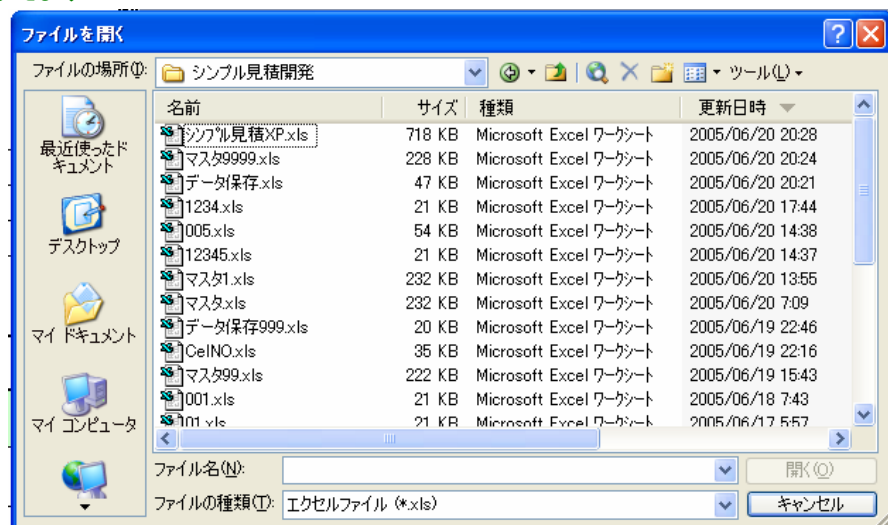 ファイルを開く
ファイルの場所(I): シンプル見積開発 ツール(L)
名前 サイズ 種類 更新日時
シンプル見積XP.xls 718 KB Microsoft Excel ワークシート 2005/06/20 20:28
マスタ9999.xls 228 KB Microsoft Excel ワークシート 2005/06/20 20:24
データ保存.xls 47 KB Microsoft Excel ワークシート 2005/06/20 20:21
1234.xls 21 KB Microsoft Excel ワークシート 2005/06/20 17:44
005.xls 54 KB Microsoft Excel ワークシート 2005/06/20 14:38
12345.xls 21 KB Microsoft Excel ワークシート 2005/06/20 14:37
マスタ1.xls 232 KB Microsoft Excel ワークシート 2005/06/20 13:55
マスタ.xls 232 KB Microsoft Excel ワークシート 2005/06/20 7:09
データ保存999.xls 20 KB Microsoft Excel ワークシート 2005/06/19 22:46
CelNO.xls 35 KB Microsoft Excel ワークシート 2005/06/19 22:16
マスタ99.xls 222 KB Microsoft Excel ワークシート 2005/06/19 15:43
001.xls 21 KB Microsoft Excel ワークシート 2005/06/18 7:43
01.xls 21 KB Microsoft Excel ワークシート 2005/06/17 5:57
最近使ったド
キュメント
デスクトップ
マイ ドキュメント
マイ コンピュータ
ファイル名(N): 開く(O)
ファイルの種類(T): エクセルファイル (*.xls) キャンセル